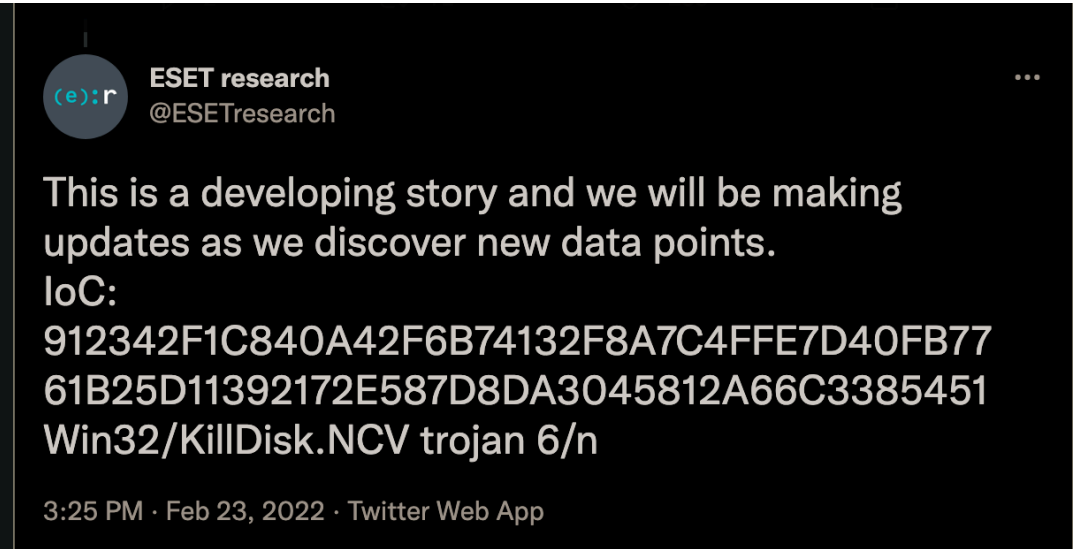 (e):r
ESET research
@ESETresearch
This is a developing story and we will be making
updates as we discover new data points.
IoC:
912342F1C840A42F6B74132F8A7C4FFE7D40FB77
61B25D11392172E587D8DA3045812A66C3385451
Win32/KillDisk.NCV trojan 6/n
3:25 PM · Feb 23, 2022 · Twitter Web App